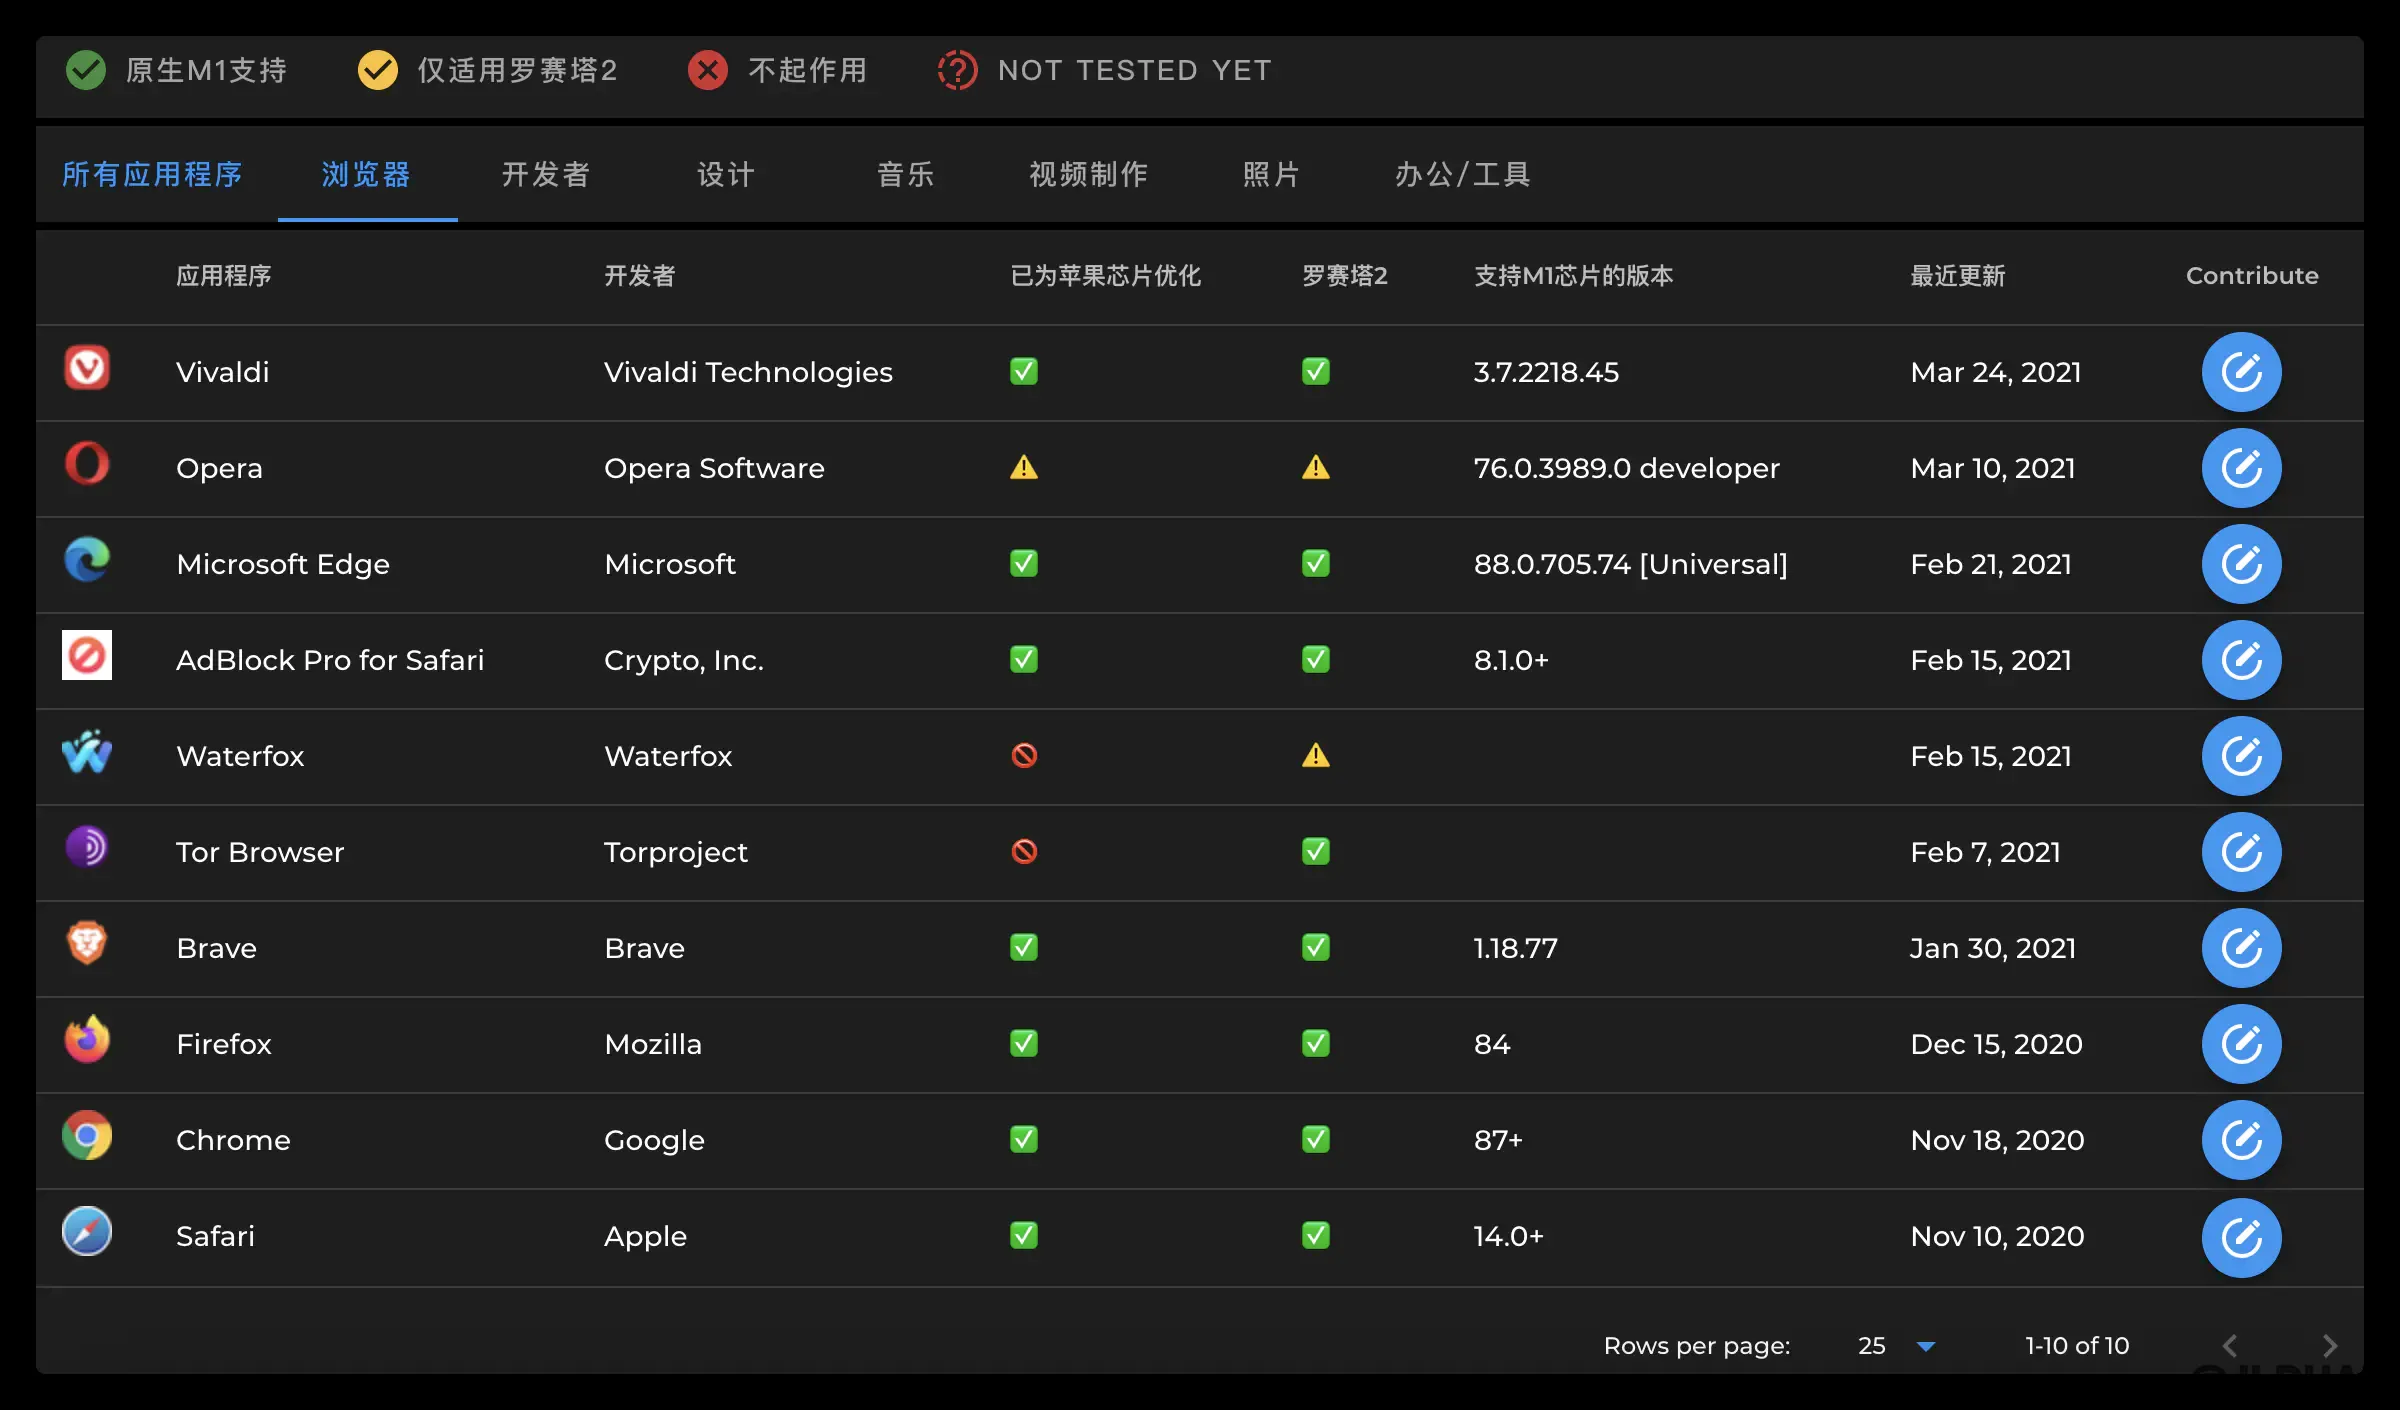 原生M1支持 仅适用罗赛塔2 不起作用 NOT TESTED YET
所有应用程序 浏览器 开发者 设计 音乐 视频制作 照片 办公/工具
应用程序 开发者 已为苹果芯片优化 罗赛塔2 支持M1芯片的版本 最近更新 Contribute
Vivaldi Vivaldi Technologies ✅ ✅ 3.7.2218.45 Mar 24, 2021
Opera Opera Software ⚠️ ⚠️ 76.0.3989.0 developer Mar 10, 2021
Microsoft Edge Microsoft ✅ ✅ 88.0.705.74 [Universal] Feb 21, 2021
AdBlock Pro for Safari Crypto, Inc. ✅ ✅ 8.1.0+ Feb 15, 2021
Waterfox Waterfox 🚫 ⚠️ Feb 15, 2021
Tor Browser Torproject 🚫 ✅ Feb 7, 2021
Brave Brave ✅ ✅ 1.18.77 Jan 30, 2021
Firefox Mozilla ✅ ✅ 84 Dec 15, 2020
Chrome Google ✅ ✅ 87+ Nov 18, 2020
Safari Apple ✅ ✅ 14.0+ Nov 10, 2020
Rows per page: 25 1-10 of 10